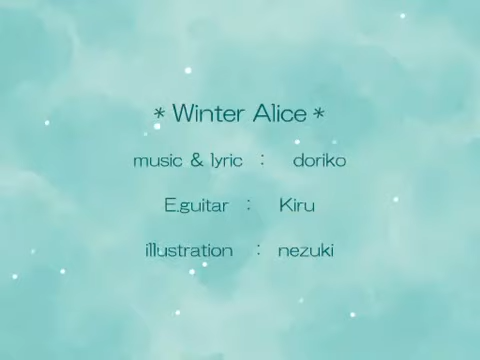 * Winter Alice *
music & lyric : doriko
E.guitar : Kiru
illustration : nezuki